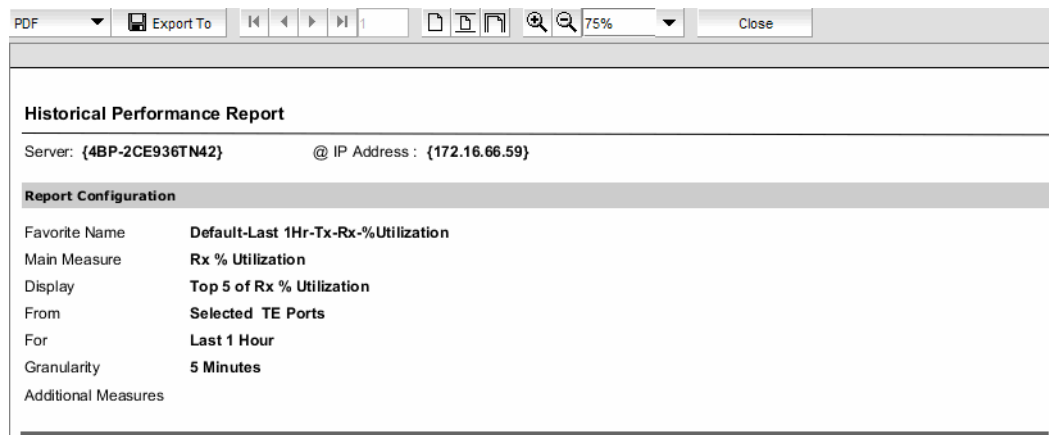 PDF Export To 1 75% Close
Historical Performance Report
Server: {4BP-2CE936TN42} @ IP Address : {172.16.66.59}
Report Configuration
Favorite Name Default-Last 1Hr-Tx-Rx-%Utilization
Main Measure Rx % Utilization
Display Top 5 of Rx % Utilization
From Selected TE Ports
For Last 1 Hour
Granularity 5 Minutes
Additional Measures